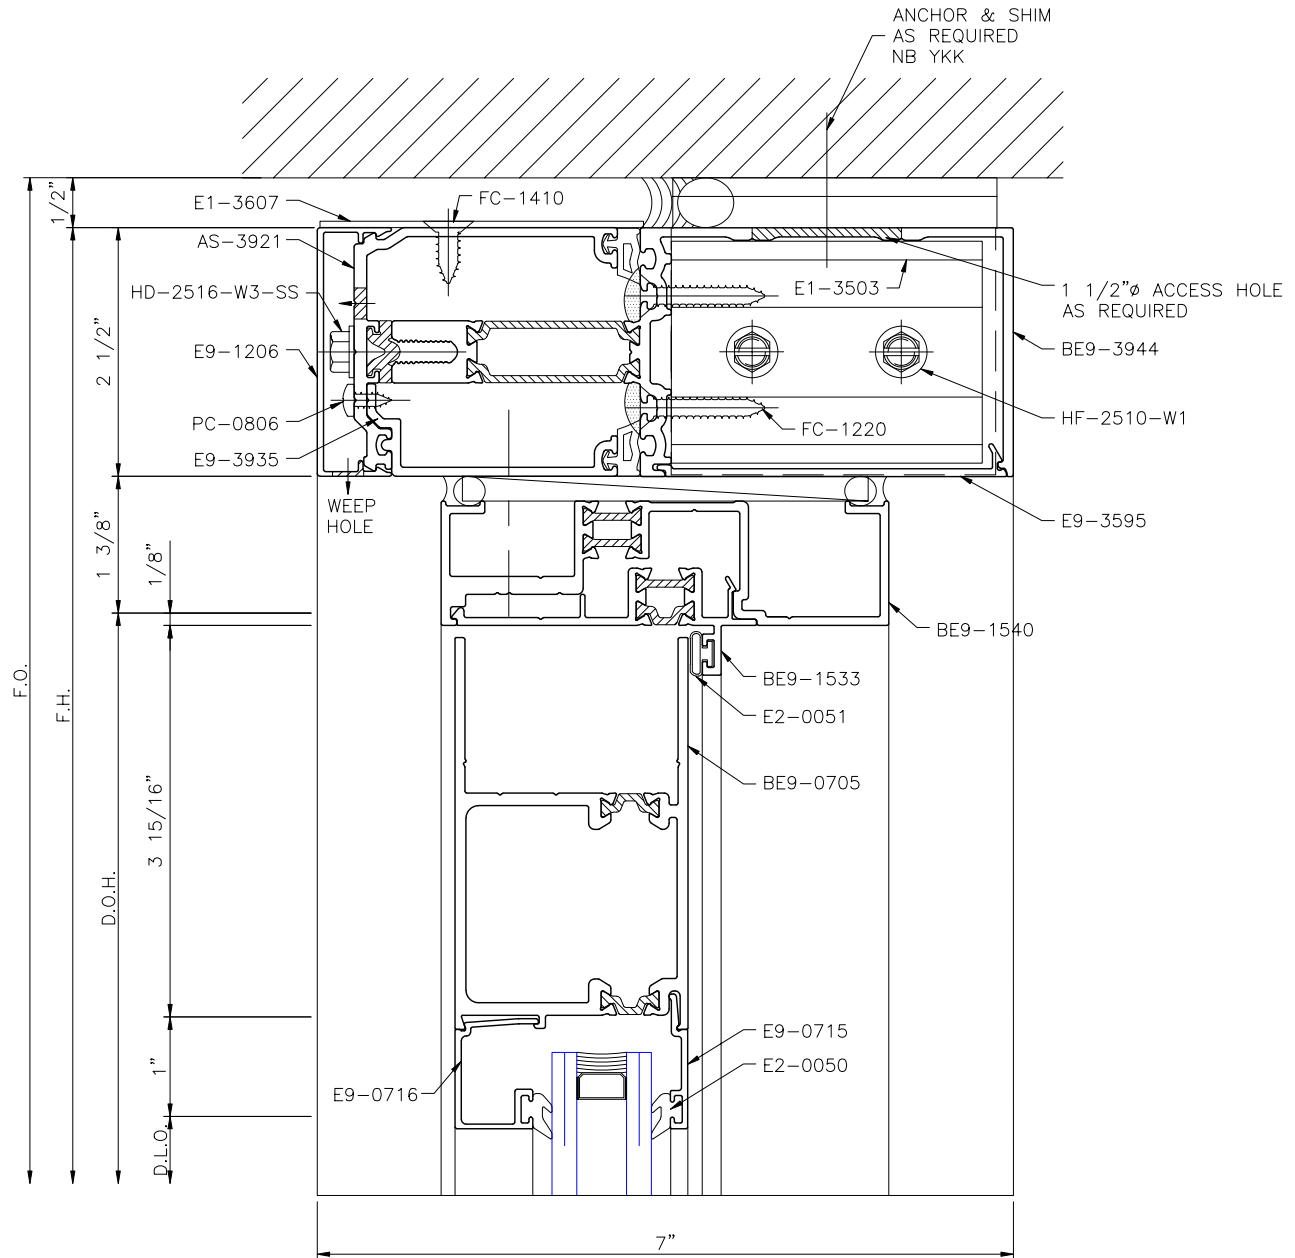 ANCHOR & SHIM
AS REQUIRED
NB YKK
1/2"
E1-3607
FC-1410
AS-3921
HD-2516-W3-SS
E1-3503
1 1/2"ø ACCESS HOLE
AS REQUIRED
2 1/2"
E9-1206
BE9-3944
PC-0806
FC-1220
HF-2510-W1
E9-3935
WEEP
HOLE
E9-3595
1 3/8"
1/8"
BE9-1540
F.O.
F.H.
BE9-1533
E2-0051
BE9-0705
3 15/16"
D.O.H.
E9-0715
E2-0050
1"
E9-0716
D.L.O.
7"